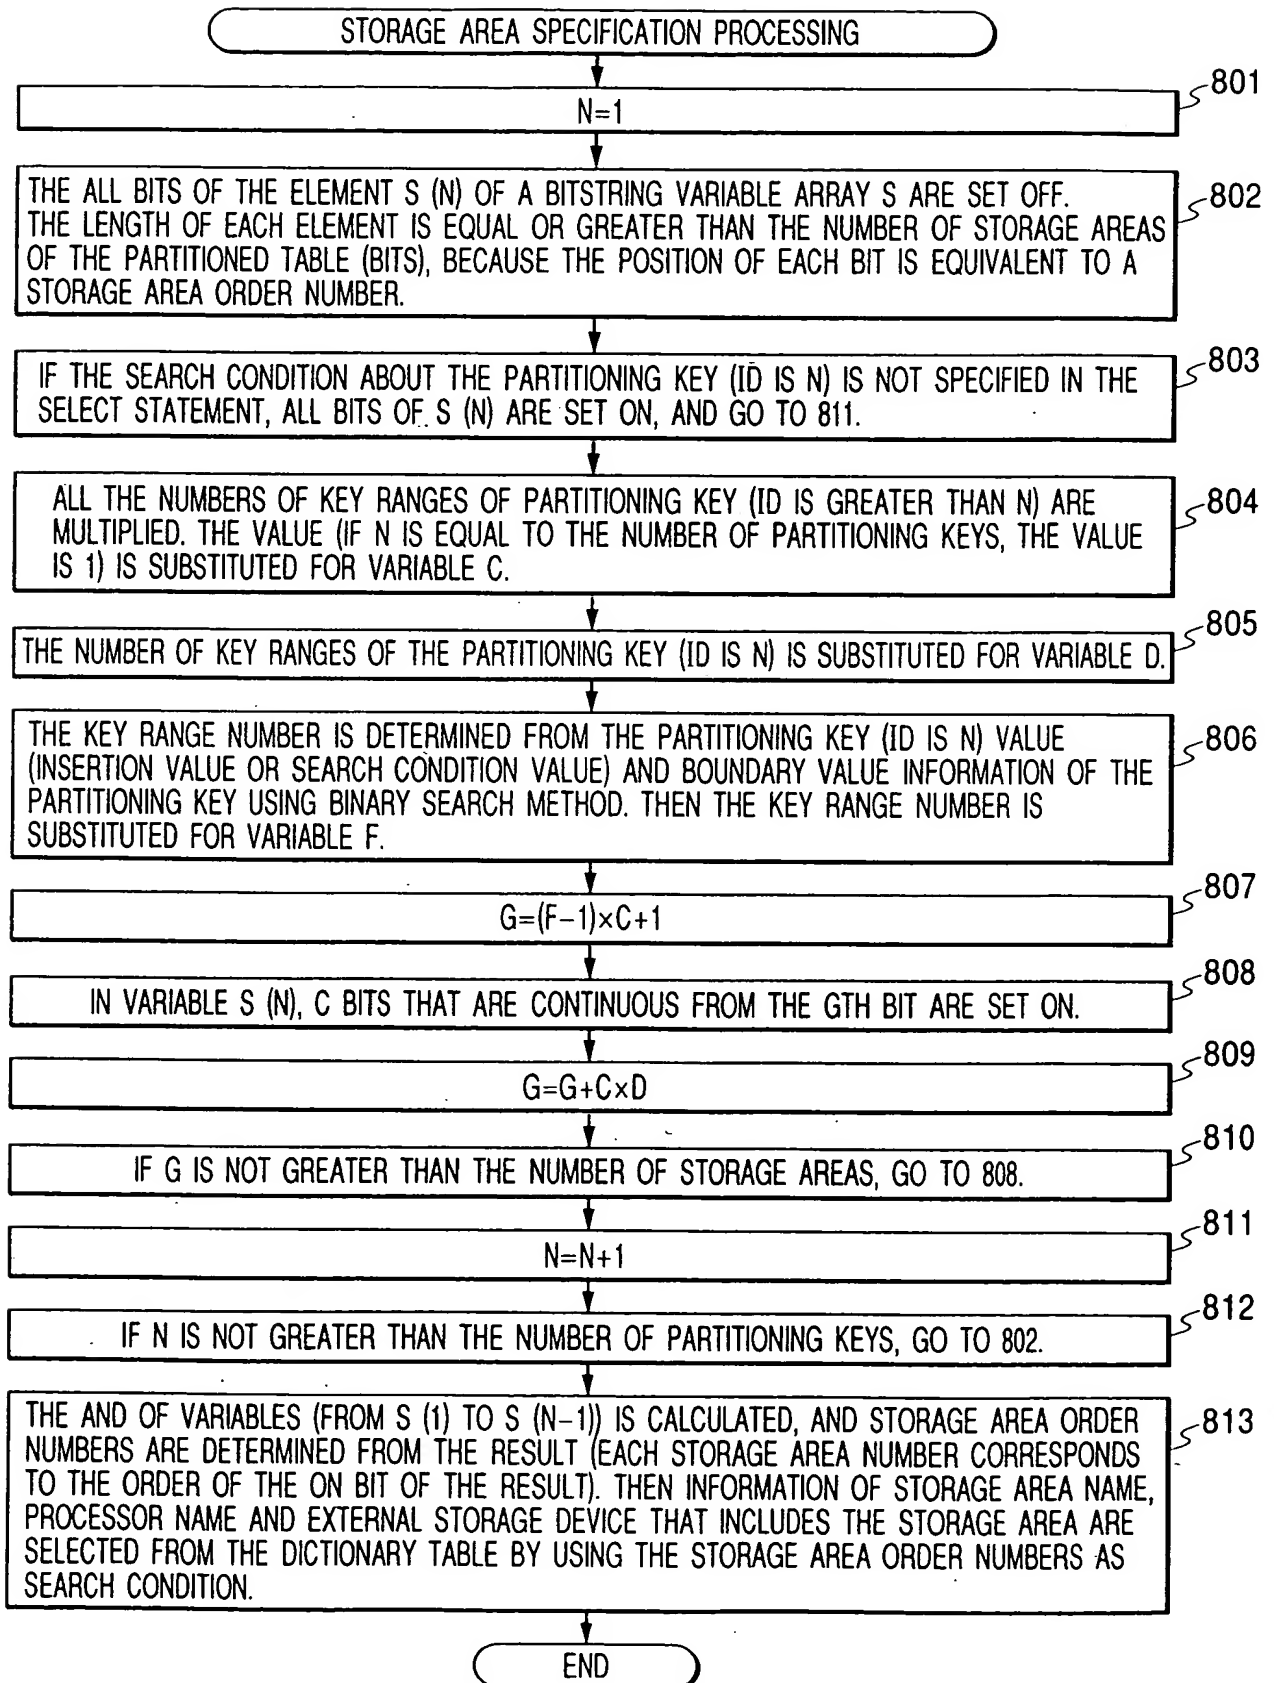 STORAGE AREA SPECIFICATION PROCESSING
801
N=1
802
THE ALL BITS OF THE ELEMENT S (N) OF A BITSTRING VARIABLE ARRAY S ARE SET OFF.
THE LENGTH OF EACH ELEMENT IS EQUAL OR GREATER THAN THE NUMBER OF STORAGE AREAS
OF THE PARTITIONED TABLE (BITS), BECAUSE THE POSITION OF EACH BIT IS EQUIVALENT TO A
STORAGE AREA ORDER NUMBER.
803
IF THE SEARCH CONDITION ABOUT THE PARTITIONING KEY (ID IS N) IS NOT SPECIFIED IN THE
SELECT STATEMENT, ALL BITS OF S (N) ARE SET ON, AND GO TO 811.
804
ALL THE NUMBERS OF KEY RANGES OF PARTITIONING KEY (ID IS GREATER THAN N) ARE
MULTIPLIED. THE VALUE (IF N IS EQUAL TO THE NUMBER OF PARTITIONING KEYS, THE VALUE
IS 1) IS SUBSTITUTED FOR VARIABLE C.
805
THE NUMBER OF KEY RANGES OF THE PARTITIONING KEY (ID IS N) IS SUBSTITUTED FOR VARIABLE D.
806
THE KEY RANGE NUMBER IS DETERMINED FROM THE PARTITIONING KEY (ID IS N) VALUE
(INSERTION VALUE OR SEARCH CONDITION VALUE) AND BOUNDARY VALUE INFORMATION OF THE
PARTITIONING KEY USING BINARY SEARCH METHOD. THEN THE KEY RANGE NUMBER IS
SUBSTITUTED FOR VARIABLE F.
807
G=(F-1)×C+1
808
IN VARIABLE S (N), C BITS THAT ARE CONTINUOUS FROM THE GTH BIT ARE SET ON.
809
G=G+C×D
810
IF G IS NOT GREATER THAN THE NUMBER OF STORAGE AREAS, GO TO 808.
811
N=N+1
812
IF N IS NOT GREATER THAN THE NUMBER OF PARTITIONING KEYS, GO TO 802.
813
THE AND OF VARIABLES (FROM S (1) TO S (N-1)) IS CALCULATED, AND STORAGE AREA ORDER
NUMBERS ARE DETERMINED FROM THE RESULT (EACH STORAGE AREA NUMBER CORRESPONDS
TO THE ORDER OF THE ON BIT OF THE RESULT). THEN INFORMATION OF STORAGE AREA NAME,
PROCESSOR NAME AND EXTERNAL STORAGE DEVICE THAT INCLUDES THE STORAGE AREA ARE
SELECTED FROM THE DICTIONARY TABLE BY USING THE STORAGE AREA ORDER NUMBERS AS
SEARCH CONDITION.
END